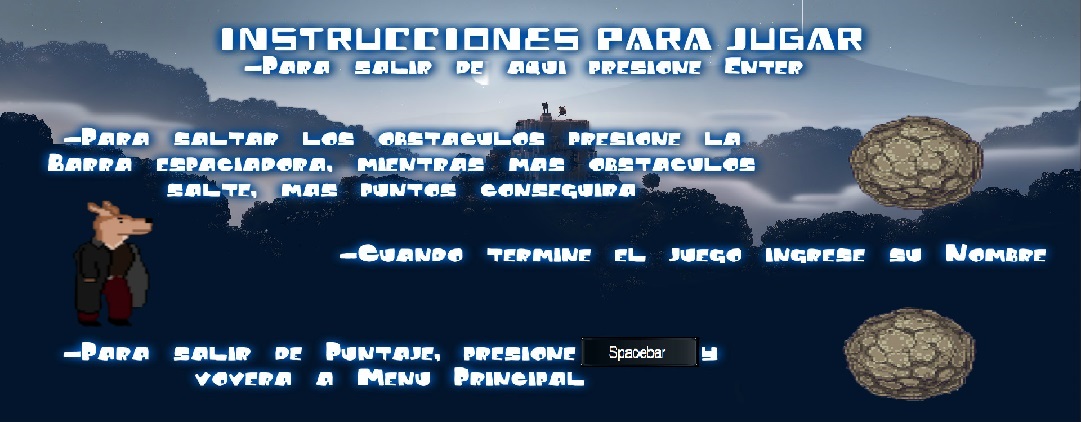 INSTRUCCIONES PARA JUGAR
-Para salir de aqui presione Enter
-Para saltar los obstaculos presione la
Barra espaciadora, mientras mas obstaculos
salte, mas puntos conseguira
-Cuando termine el juego ingrese su Nombre
-Para salir de Puntaje, presione Spacebar y
vovera a Menu Principal